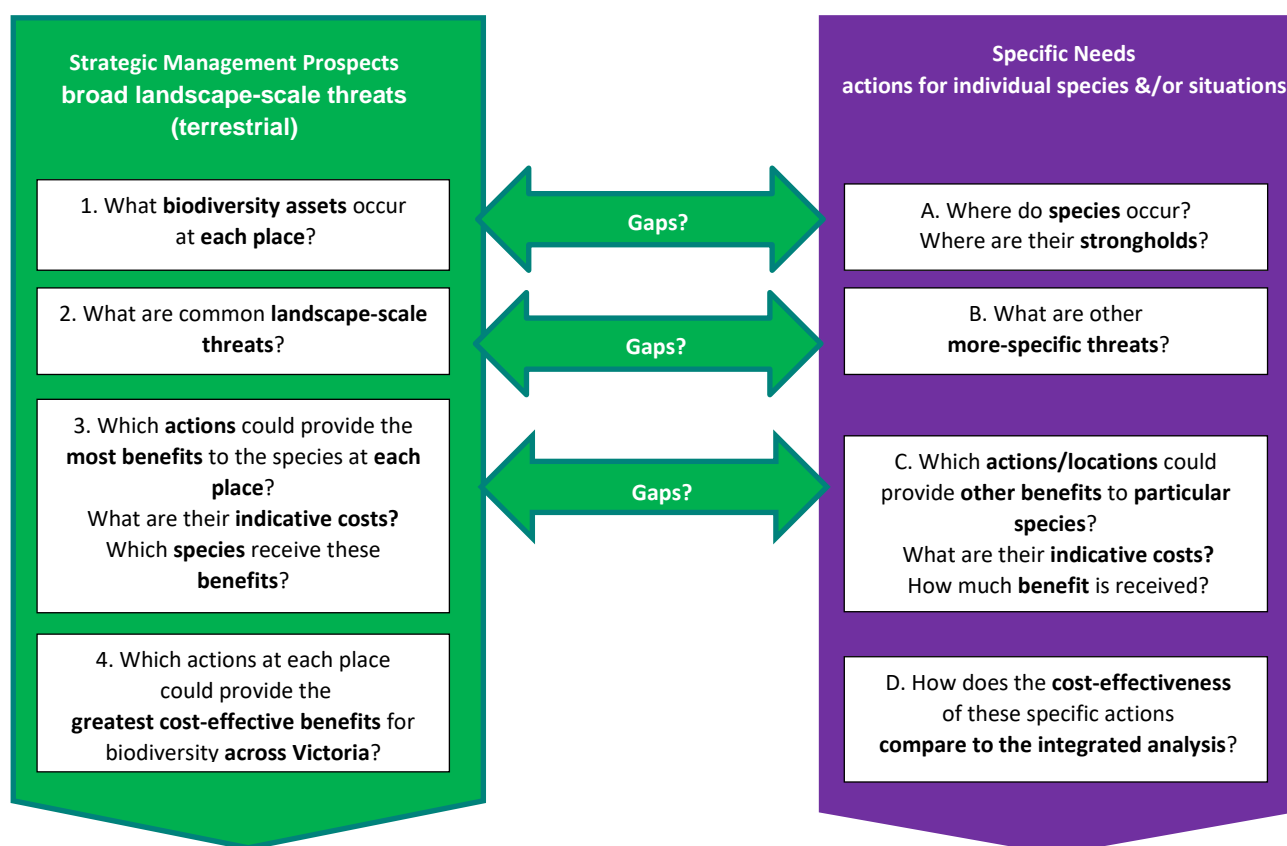 Strategic Management Prospects
broad landscape-scale threats
(terrestrial)
1. What biodiversity assets occur
at each place?
2. What are common landscape-scale
threats?
3. Which actions could provide the
most benefits to the species at each
place?
What are their indicative costs?
Which species receive these
benefits?
4. Which actions at each place
could provide the
greatest cost-effective benefits for
biodiversity across Victoria?
Gaps?
Gaps?
Gaps?
Specific Needs
actions for individual species &/or situations
A. Where do species occur?
Where are their strongholds?
B. What are other
more-specific threats?
C. Which actions/locations could
provide other benefits to particular
species?
What are their indicative costs?
How much benefit is received?
D. How does the cost-effectiveness
of these specific actions
compare to the integrated analysis?